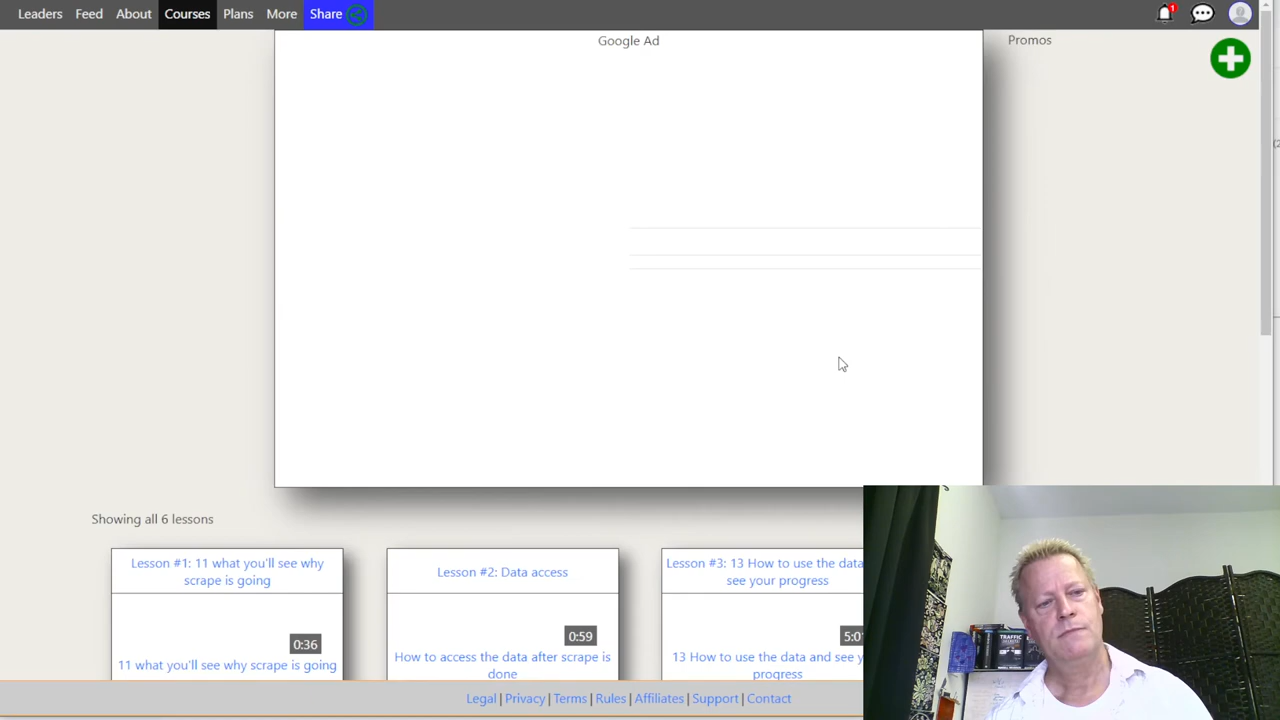 Leaders Feed About Courses Plans More Share
1
Google Ad
Promos
Showing all 6 lessons
Lesson #1: 11 what you'll see why
scrape is going
0:36
11 what you'll see why scrape is going
Lesson #2: Data access
0:59
How to access the data after scrape is
done
Lesson #3: 13 How to use the data
see your progress
5:01
13 How to use the data and see y
progress
Legal | Privacy | Terms | Rules | Affiliates | Support | Contact
TRAFFIC